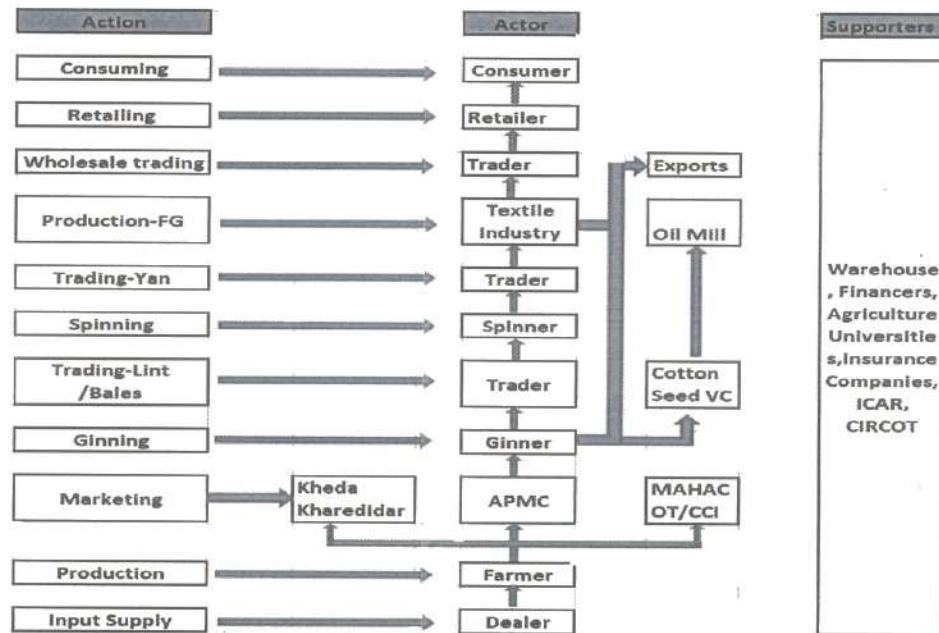 Action
Actor
Supporters
Consuming
Consumer
Retailing
Retailer
Wholesale trading
Trader
Exports
Production-FG
Textile
Industry
Oil Mill
Trading-Yan
Trader
Spinning
Spinner
Trading-Lint
/Bales
Trader
Cotton
Seed VC
Ginning
Ginner
Marketing
Kheda
Kharedidar
APMC
MAHAC
OT/CCI
Production
Farmer
Input Supply
Dealer
Warehouse
, Financers,
Agriculture
Universitie
s,Insurance
Companies,
ICAR,
CIRCOT